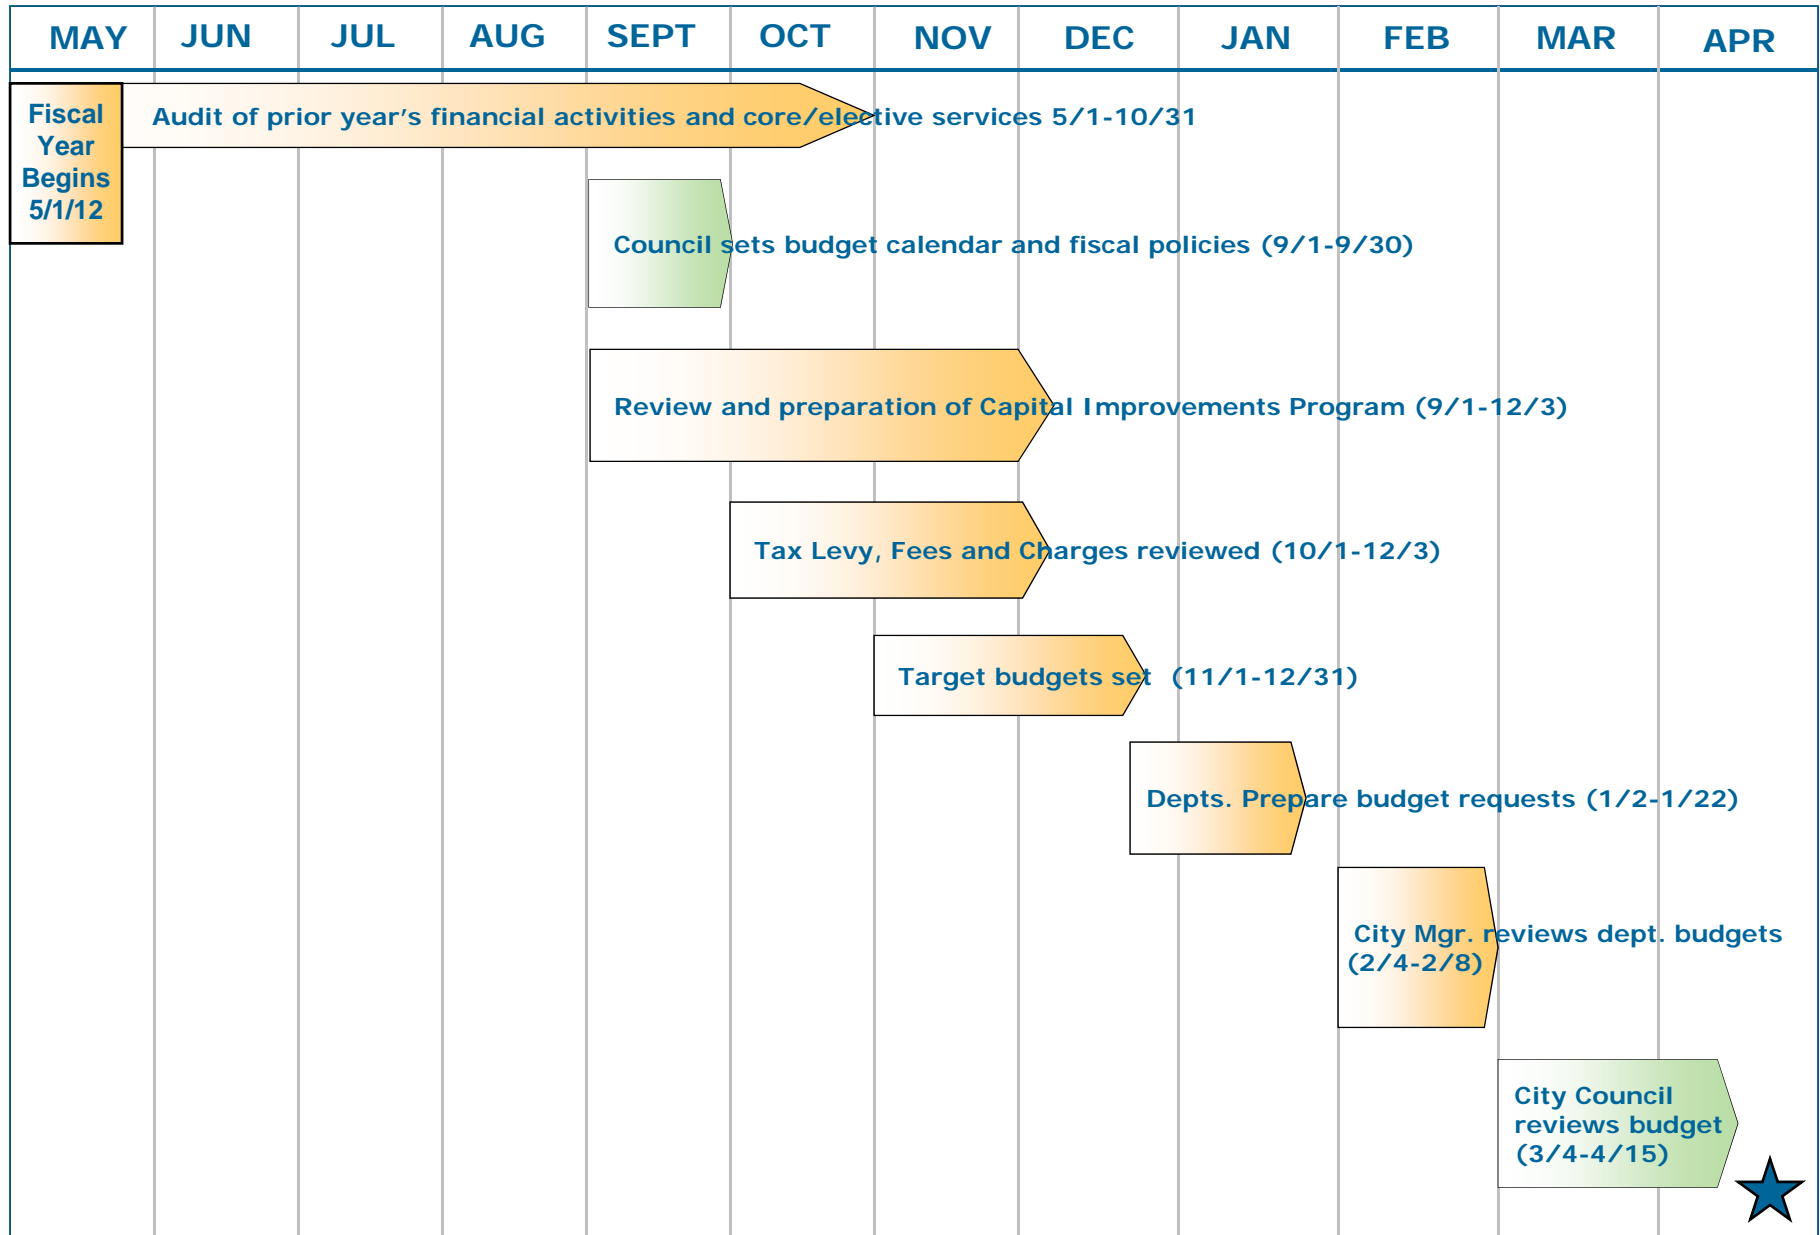 MAY JUN JUL AUG SEPT OCT NOV DEC JAN FEB MAR APR
Fiscal
Year
Begins
5/1/12
Audit of prior year's financial activities and core/elective services 5/1-10/31
Council sets budget calendar and fiscal policies (9/1-9/30)
Review and preparation of Capital Improvements Program (9/1-12/3)
Tax Levy, Fees and Charges reviewed (10/1-12/3)
Target budgets set (11/1-12/31)
Depts. Prepare budget requests (1/2-1/22)
City Mgr. reviews dept. budgets
(2/4-2/8)
City Council
reviews budget
(3/4-4/15)